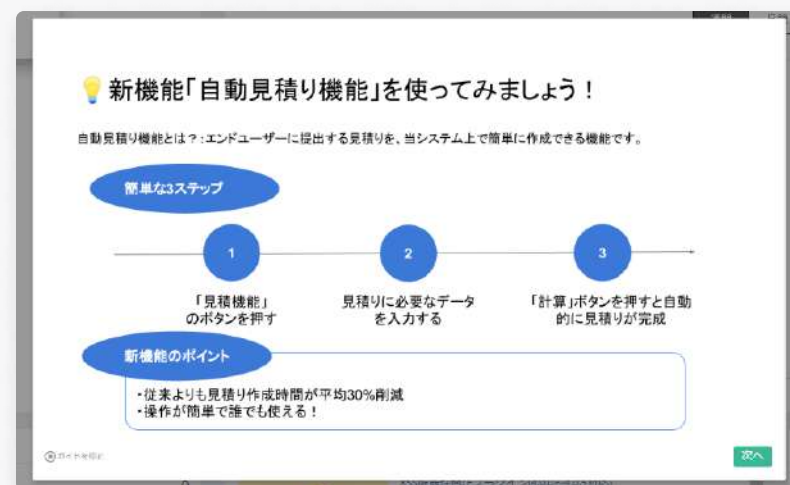 💡新機能「自動見積り機能」を使ってみましょう！
自動見積り機能とは？:エンドユーザーに提出する見積りを、当システム上で簡単に作成できる機能です。
簡単な3ステップ
1
「見積機能」
のボタンを押す
2
見積りに必要なデータ
を入力する
3
「計算」ボタンを押すと自動
的に見積りが完成
新機能のポイント
・従来よりも見積り作成時間が平均30%削減
・操作が簡単で誰でも使える！
次へ